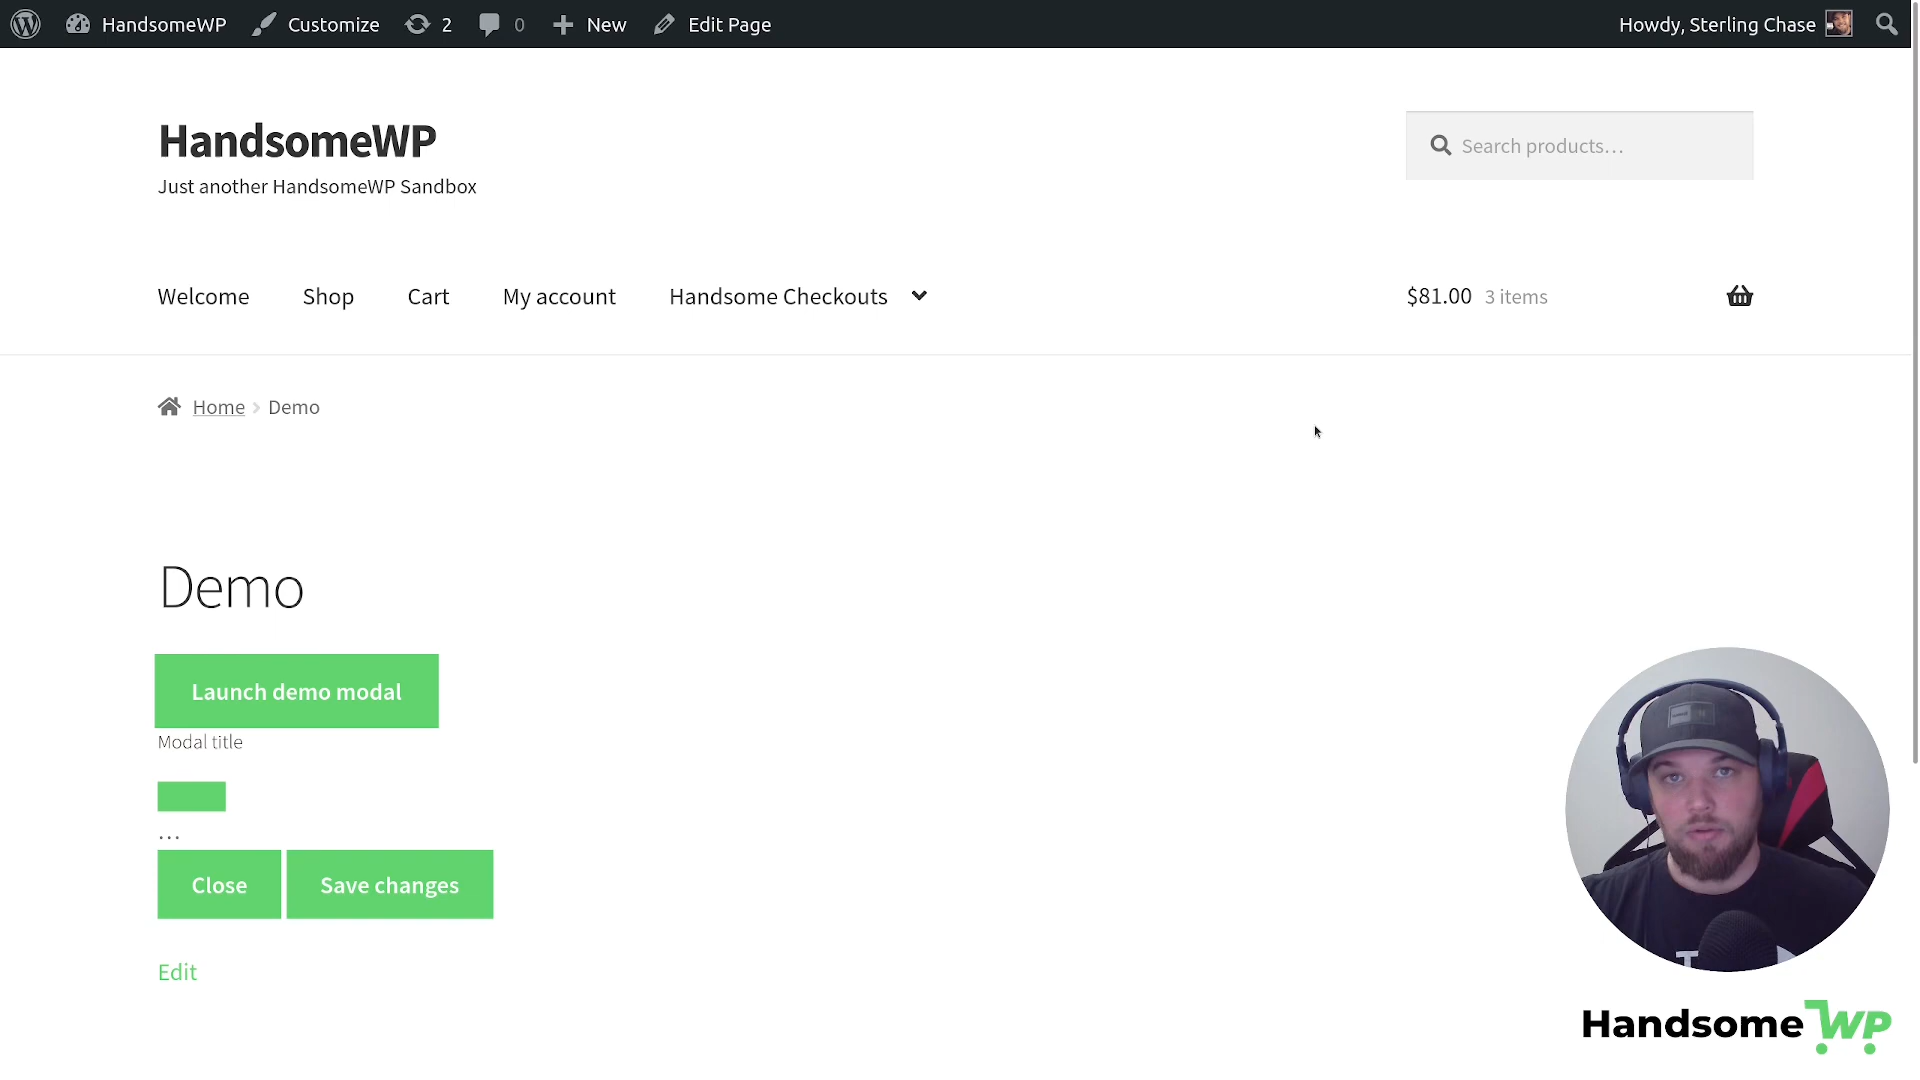 HandsomeWP
Customize
2
0
New
Edit Page
Howdy, Sterling Chase
HandsomeWP
Just another HandsomeWP Sandbox
Search products…
Welcome
Shop
Cart
My account
Handsome Checkouts
$81.00 3 items
Home
Demo
Demo
Launch demo modal
Modal title
…
Close
Save changes
Edit
HandsomeWP